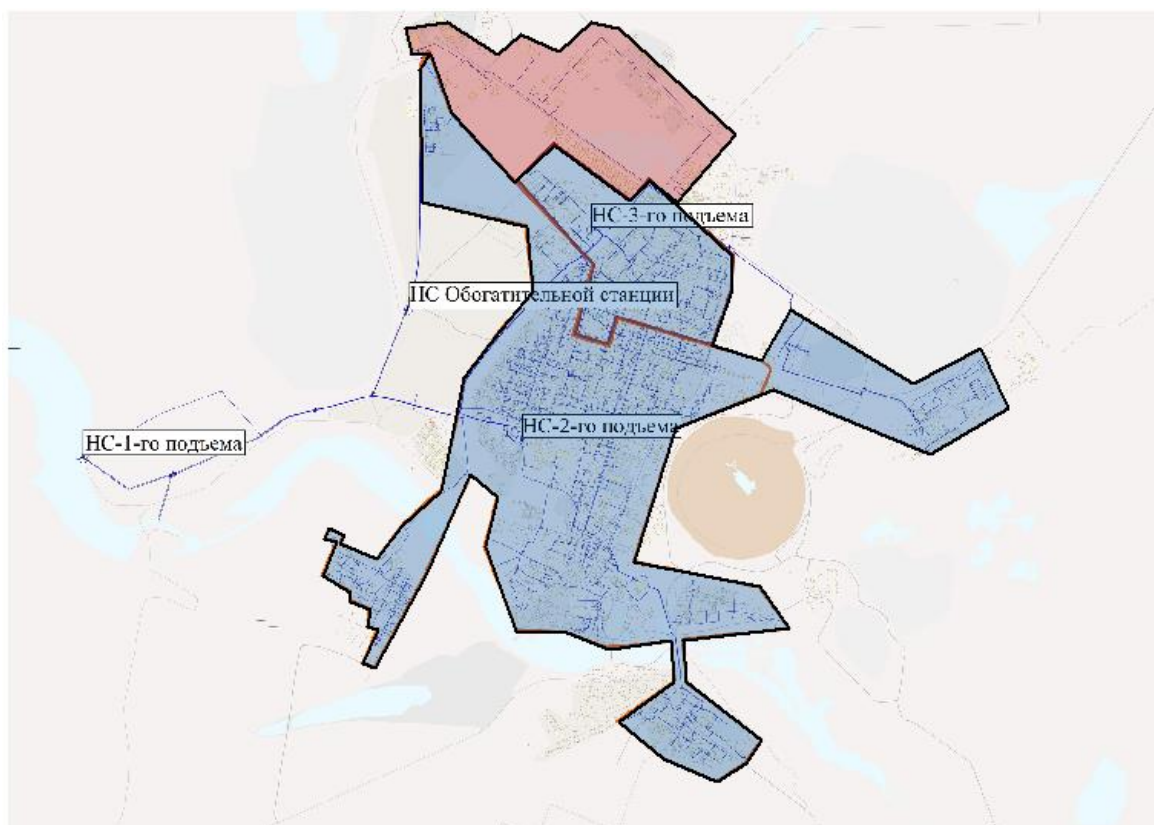 НС-3-го подъема
ПС Обогатительной станции
НС-2-го подъема
НС-1-го подъема